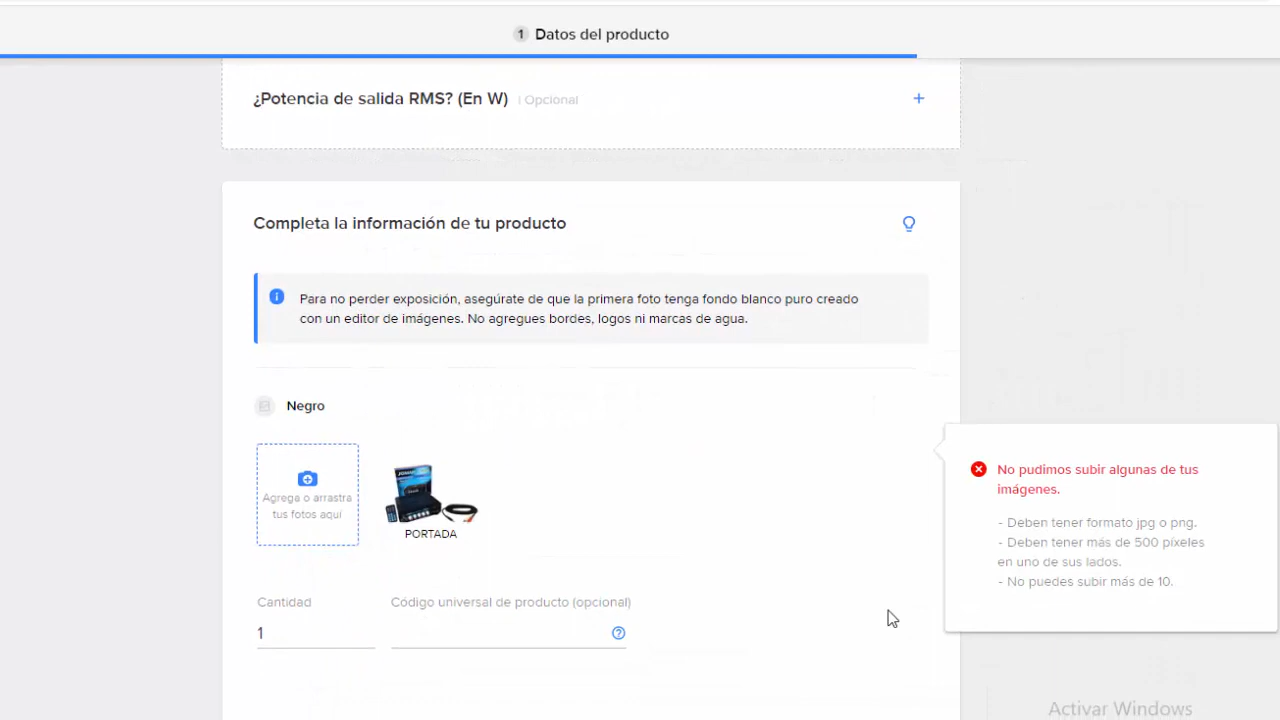 1 Datos del producto
¿Potencia de salida RMS? (En W) | Opcional
+
Completa la información de tu producto
Para no perder exposición, asegúrate de que la primera foto tenga fondo blanco puro creado
con un editor de imágenes. No agregues bordes, logos ni marcas de agua.
Negro
Agrega o arrastra
tus fotos aquí
PORTADA
No pudimos subir algunas de tus
imágenes.
- Deben tener formato jpg o png.
- Deben tener más de 500 píxeles
en uno de sus lados.
- No puedes subir más de 10.
Cantidad
Código universal de producto (opcional)
1
Activar Windows